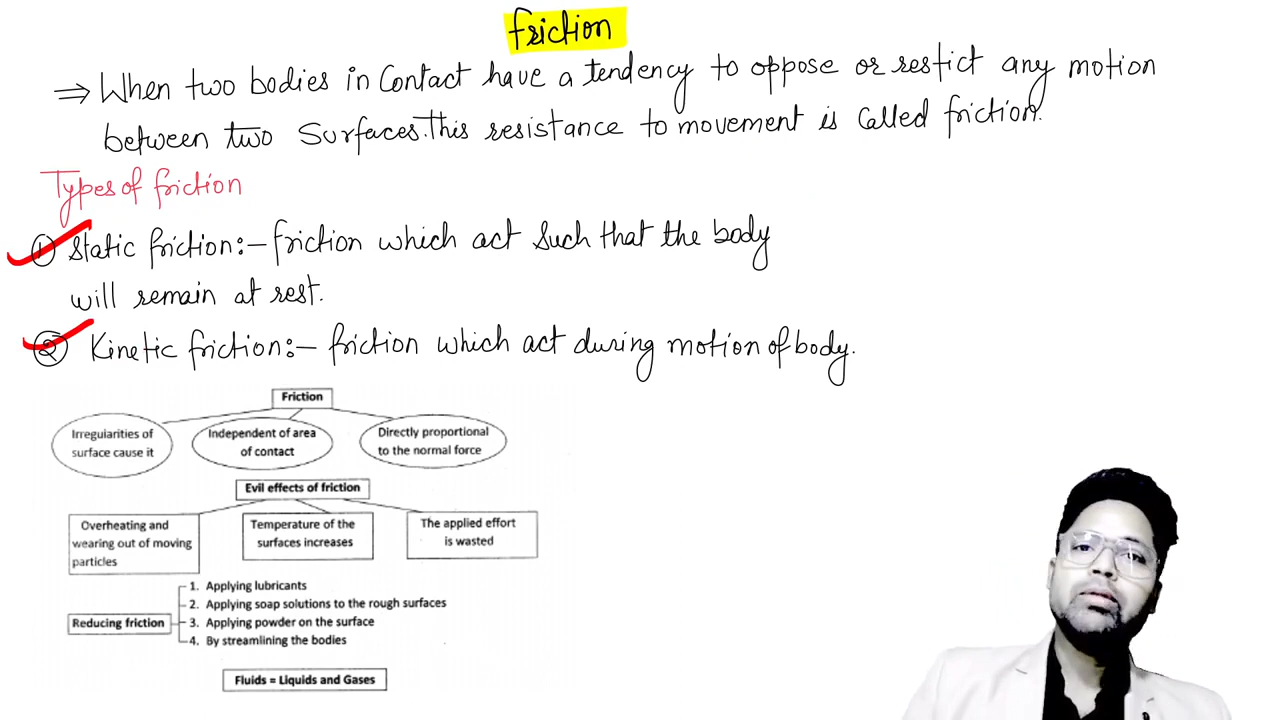 friction
⇒ When two bodies in Contact have a tendency to oppose or restict any motion
between two Surfaces. This resistance to movement is Called friction.
Types of friction
① Static friction:– friction which act Such that the body
will remain at rest.
② Kinetic friction:– friction which act during motion of body.
Friction
Irregularities of
surface cause it
Independent of area
of contact
Directly proportional
to the normal force
Evil effects of friction
Overheating and
wearing out of moving
particles
Temperature of the
surfaces increases
The applied effort
is wasted
Reducing friction
1. Applying lubricants
2. Applying soap solutions to the rough surfaces
3. Applying powder on the surface
4. By streamlining the bodies
Fluids = Liquids and Gases